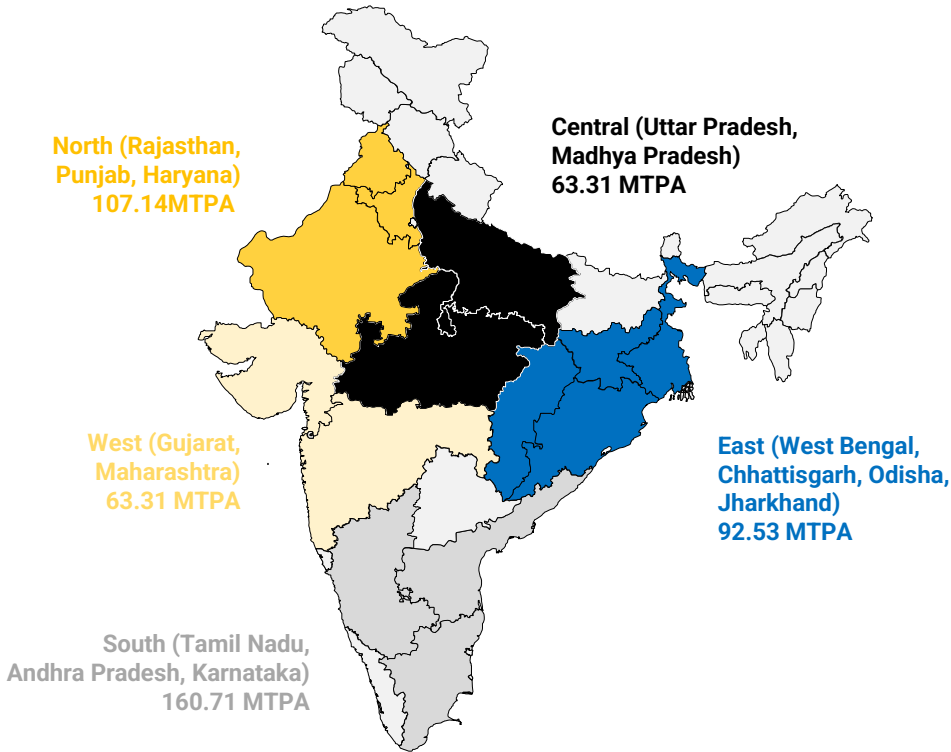 North (Rajasthan,
Punjab, Haryana)
107.14MTPA
Central (Uttar Pradesh,
Madhya Pradesh)
63.31 MTPA
West (Gujarat,
Maharashtra)
63.31 MTPA
East (West Bengal,
Chhattisgarh, Odisha,
Jharkhand)
92.53 MTPA
South (Tamil Nadu,
Andhra Pradesh, Karnataka)
160.71 MTPA